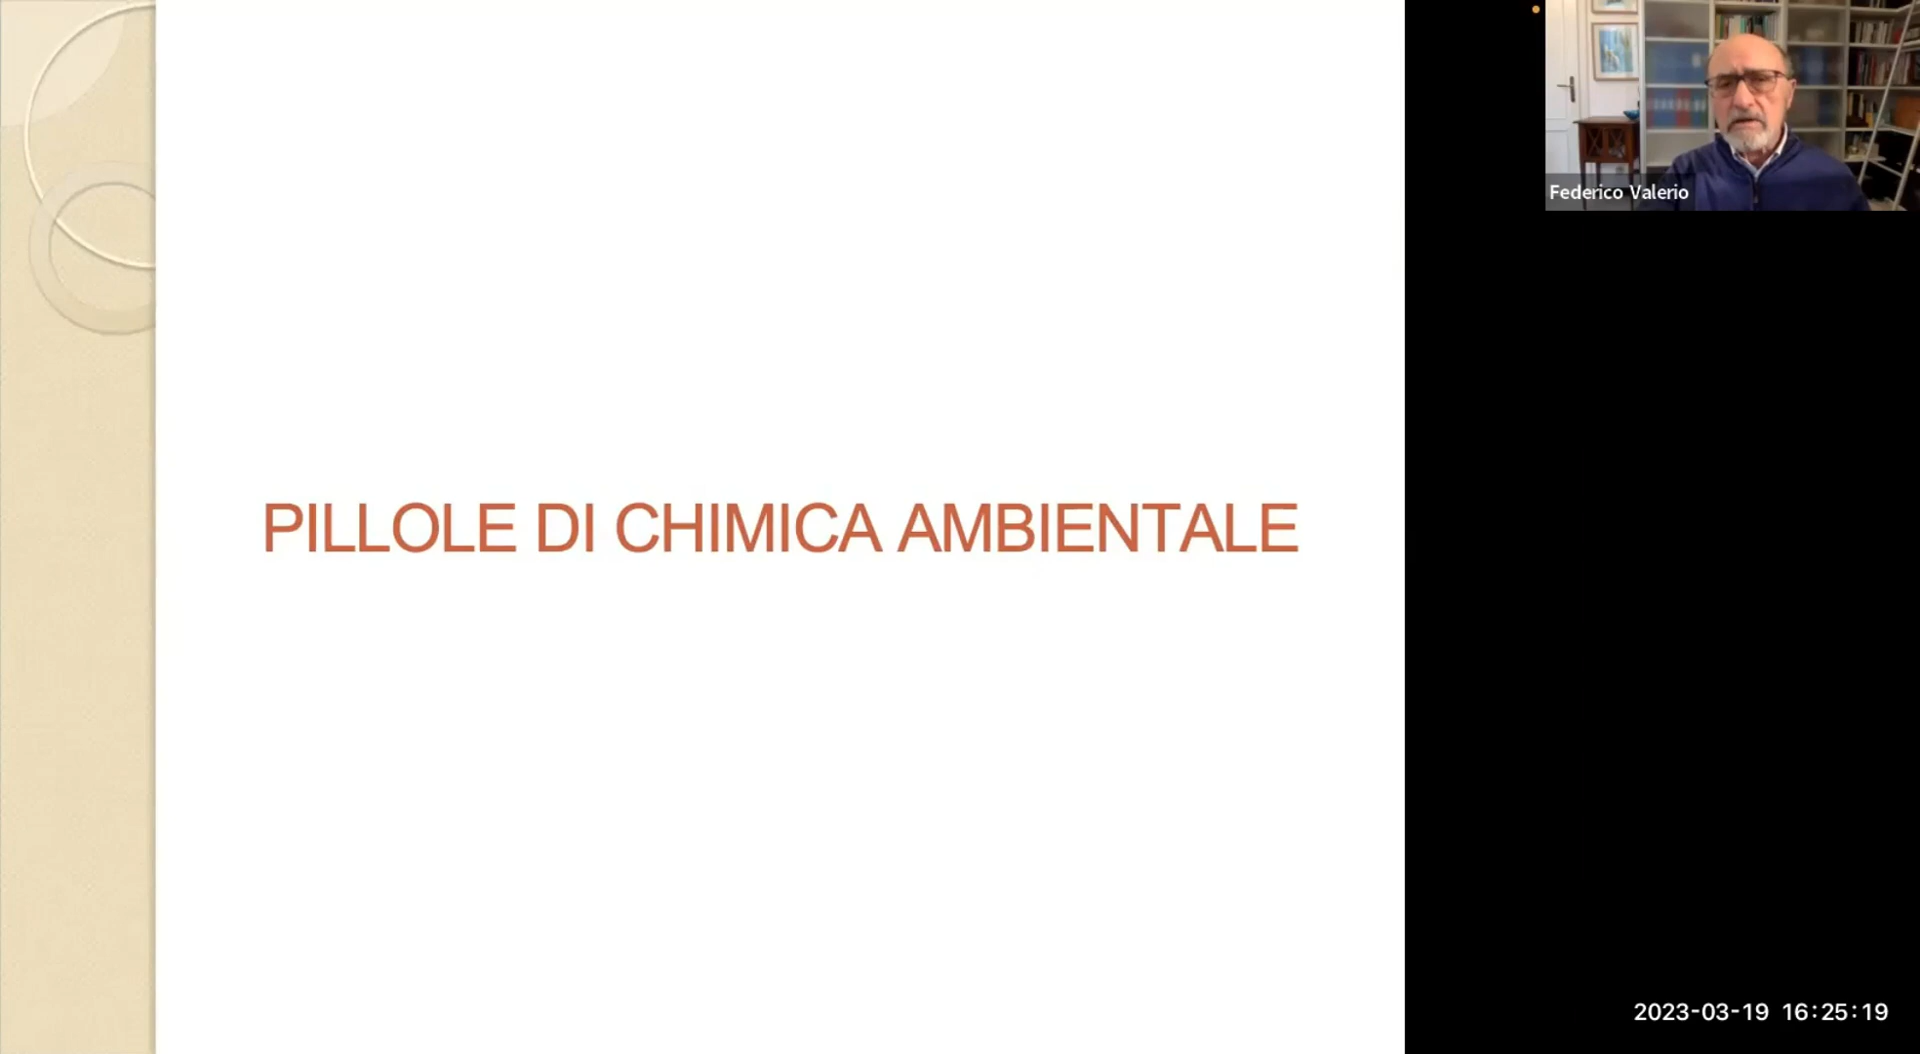 Federico Valerio
PILLOLE DI CHIMICA AMBIENTALE
2023-03-19 16:25:19